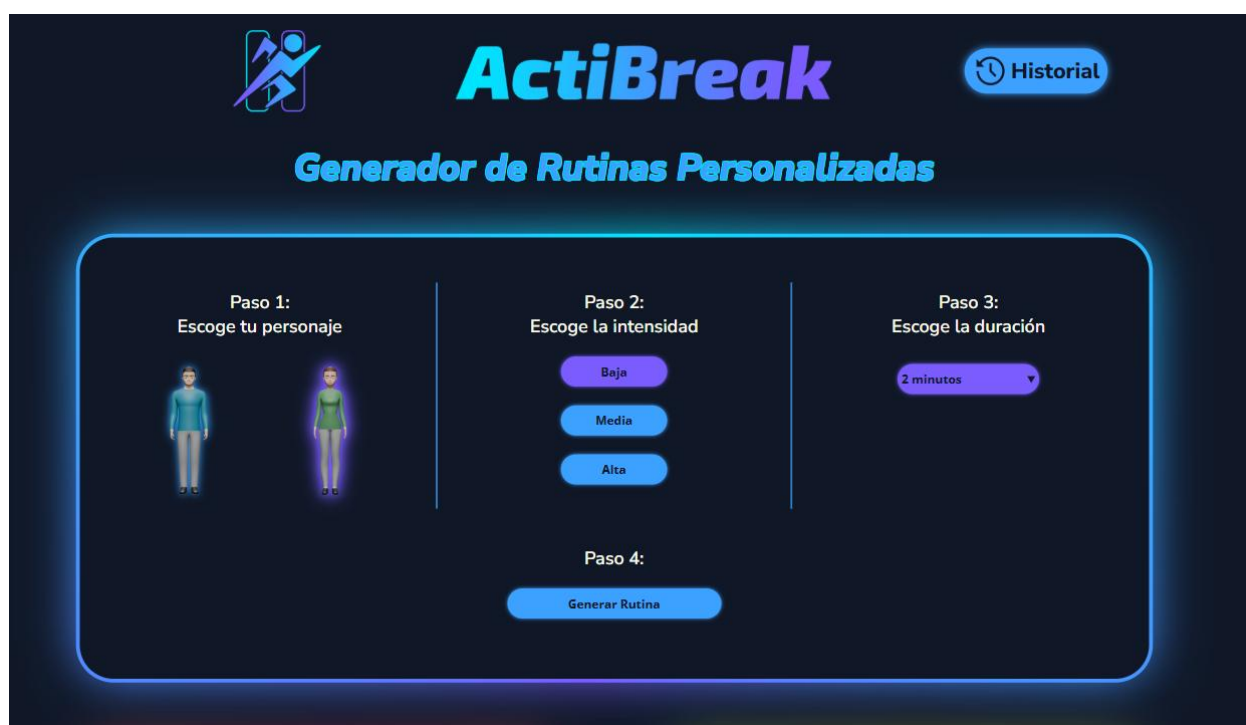 ActiBreak
Historial
Generador de Rutinas Personalizadas
Paso 1:
Escoge tu personaje
Paso 2:
Escoge la intensidad
Baja
Media
Alta
Paso 3:
Escoge la duración
2 minutos
Paso 4:
Generar Rutina